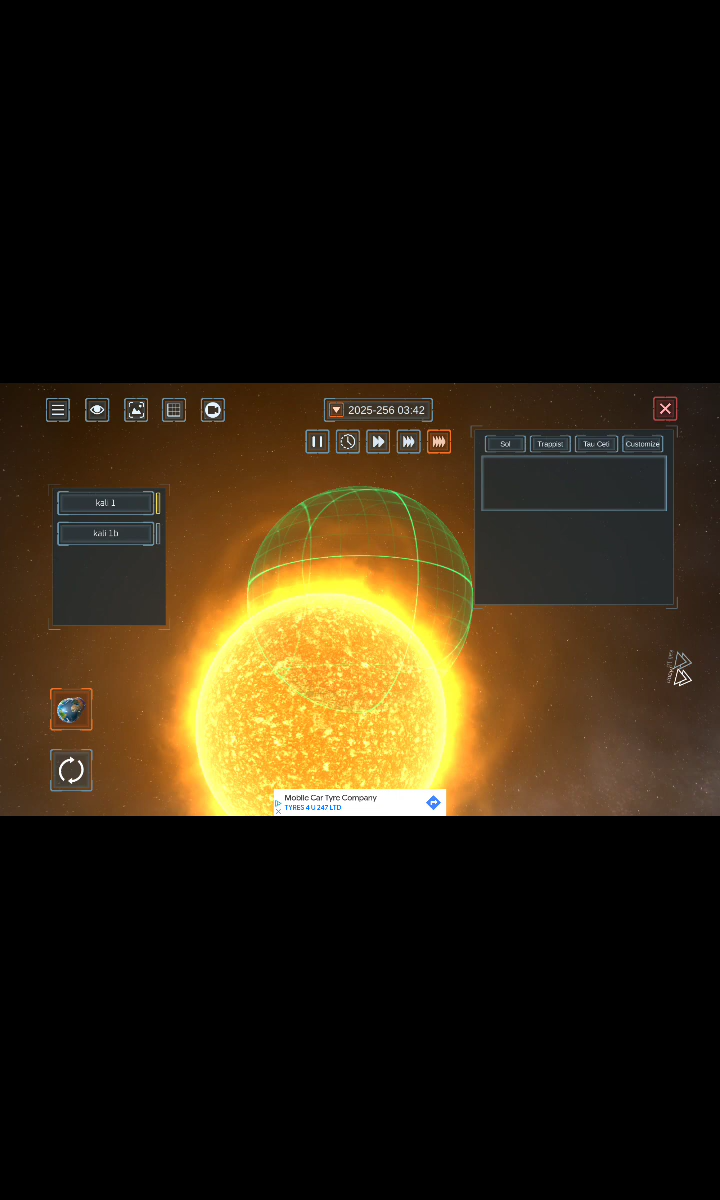 2025-256 03:42
Sol
Trappist
Tau Ceti
Customize
kali 1
kali 1b
Mobile Car Tyre Company
TYRES 4 U 247 LTD